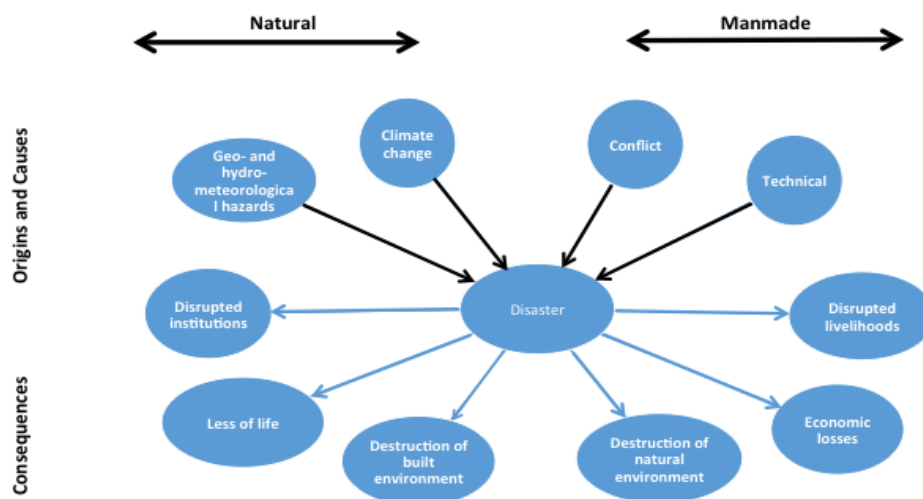 Natural
Manmade
Origins and Causes
Climate
change
Conflict
Geo- and
hydro-
meteorologica
l hazards
Technical
Disaster
Disrupted
institutions
Disrupted
livelihoods
Consequences
Less of life
Destruction of
built
environment
Destruction of
natural
environment
Economic
losses